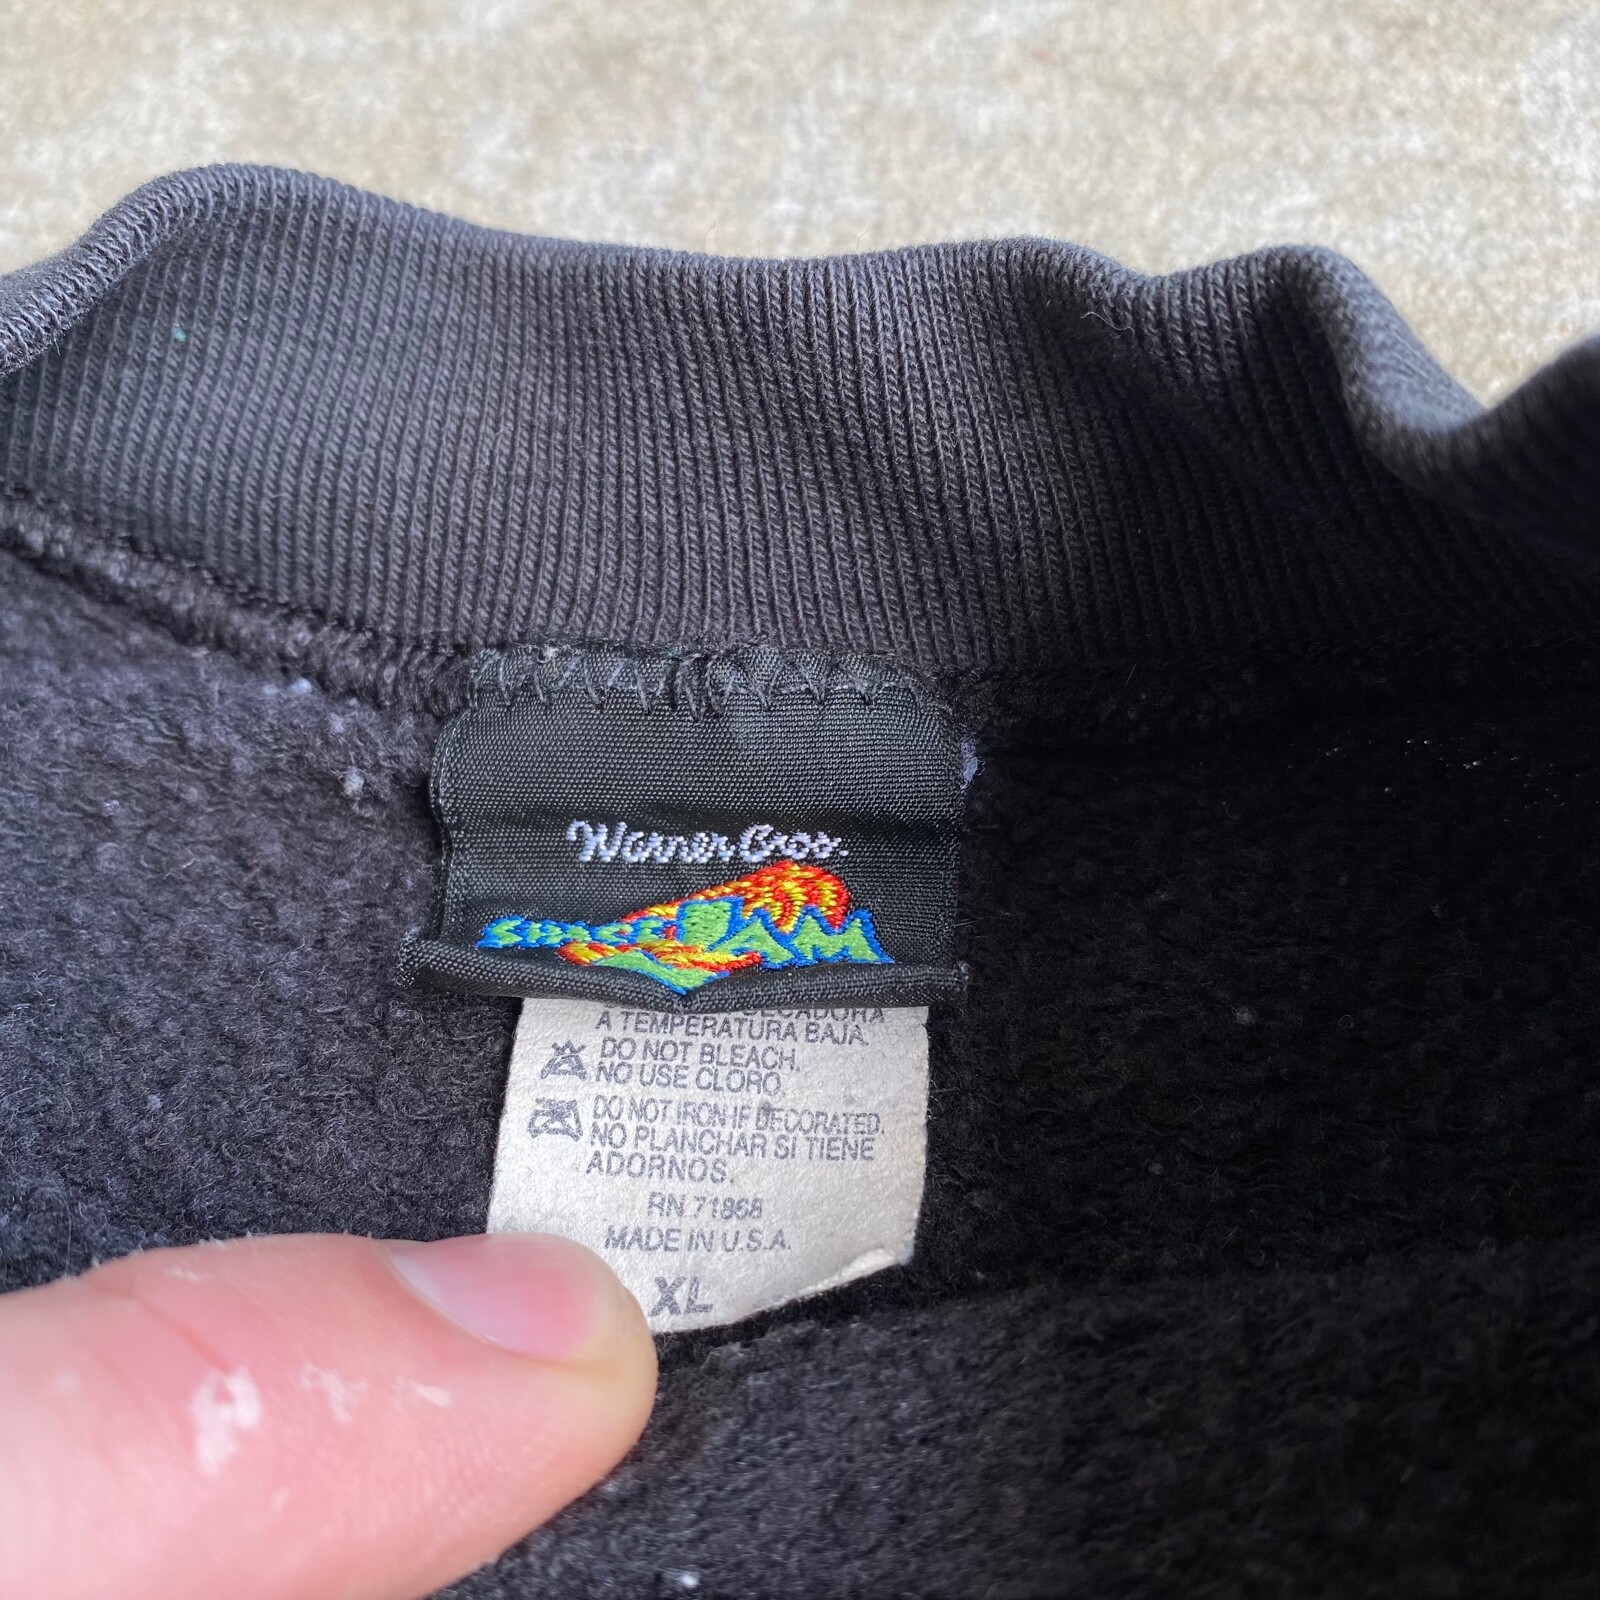 Warner Bros.
SPACE JAM
SECADORA
A TEMPERATURA BAJA.
DO NOT BLEACH.
NO USE CLORO.
DO NOT IRON IF DECORATED.
NO PLANCHAR SI TIENE
ADORNOS.
RN 71868
MADE IN U.S.A.
XL